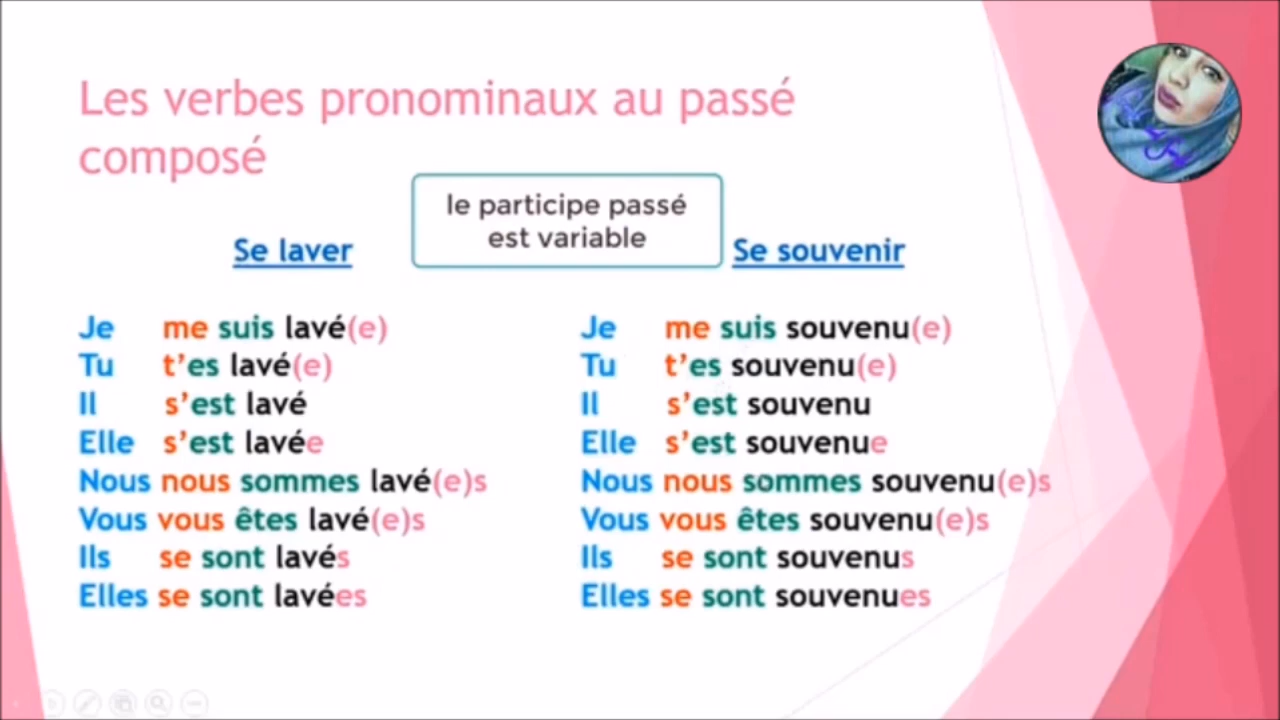 Les verbes pronominaux au passé
composé
le participe passé
est variable
Se laver
Je me suis lavé(e)
Tu t'es lavé(e)
Il s'est lavé
Elle s'est lavée
Nous nous sommes lavé(e)s
Vous vous êtes lavé(e)s
Ils se sont lavés
Elles se sont lavées
Se souvenir
Je me suis souvenu(e)
Tu t'es souvenu(e)
Il s'est souvenu
Elle s'est souvenue
Nous nous sommes souvenu(e)s
Vous vous êtes souvenu(e)s
Ils se sont souvenus
Elles se sont souvenues